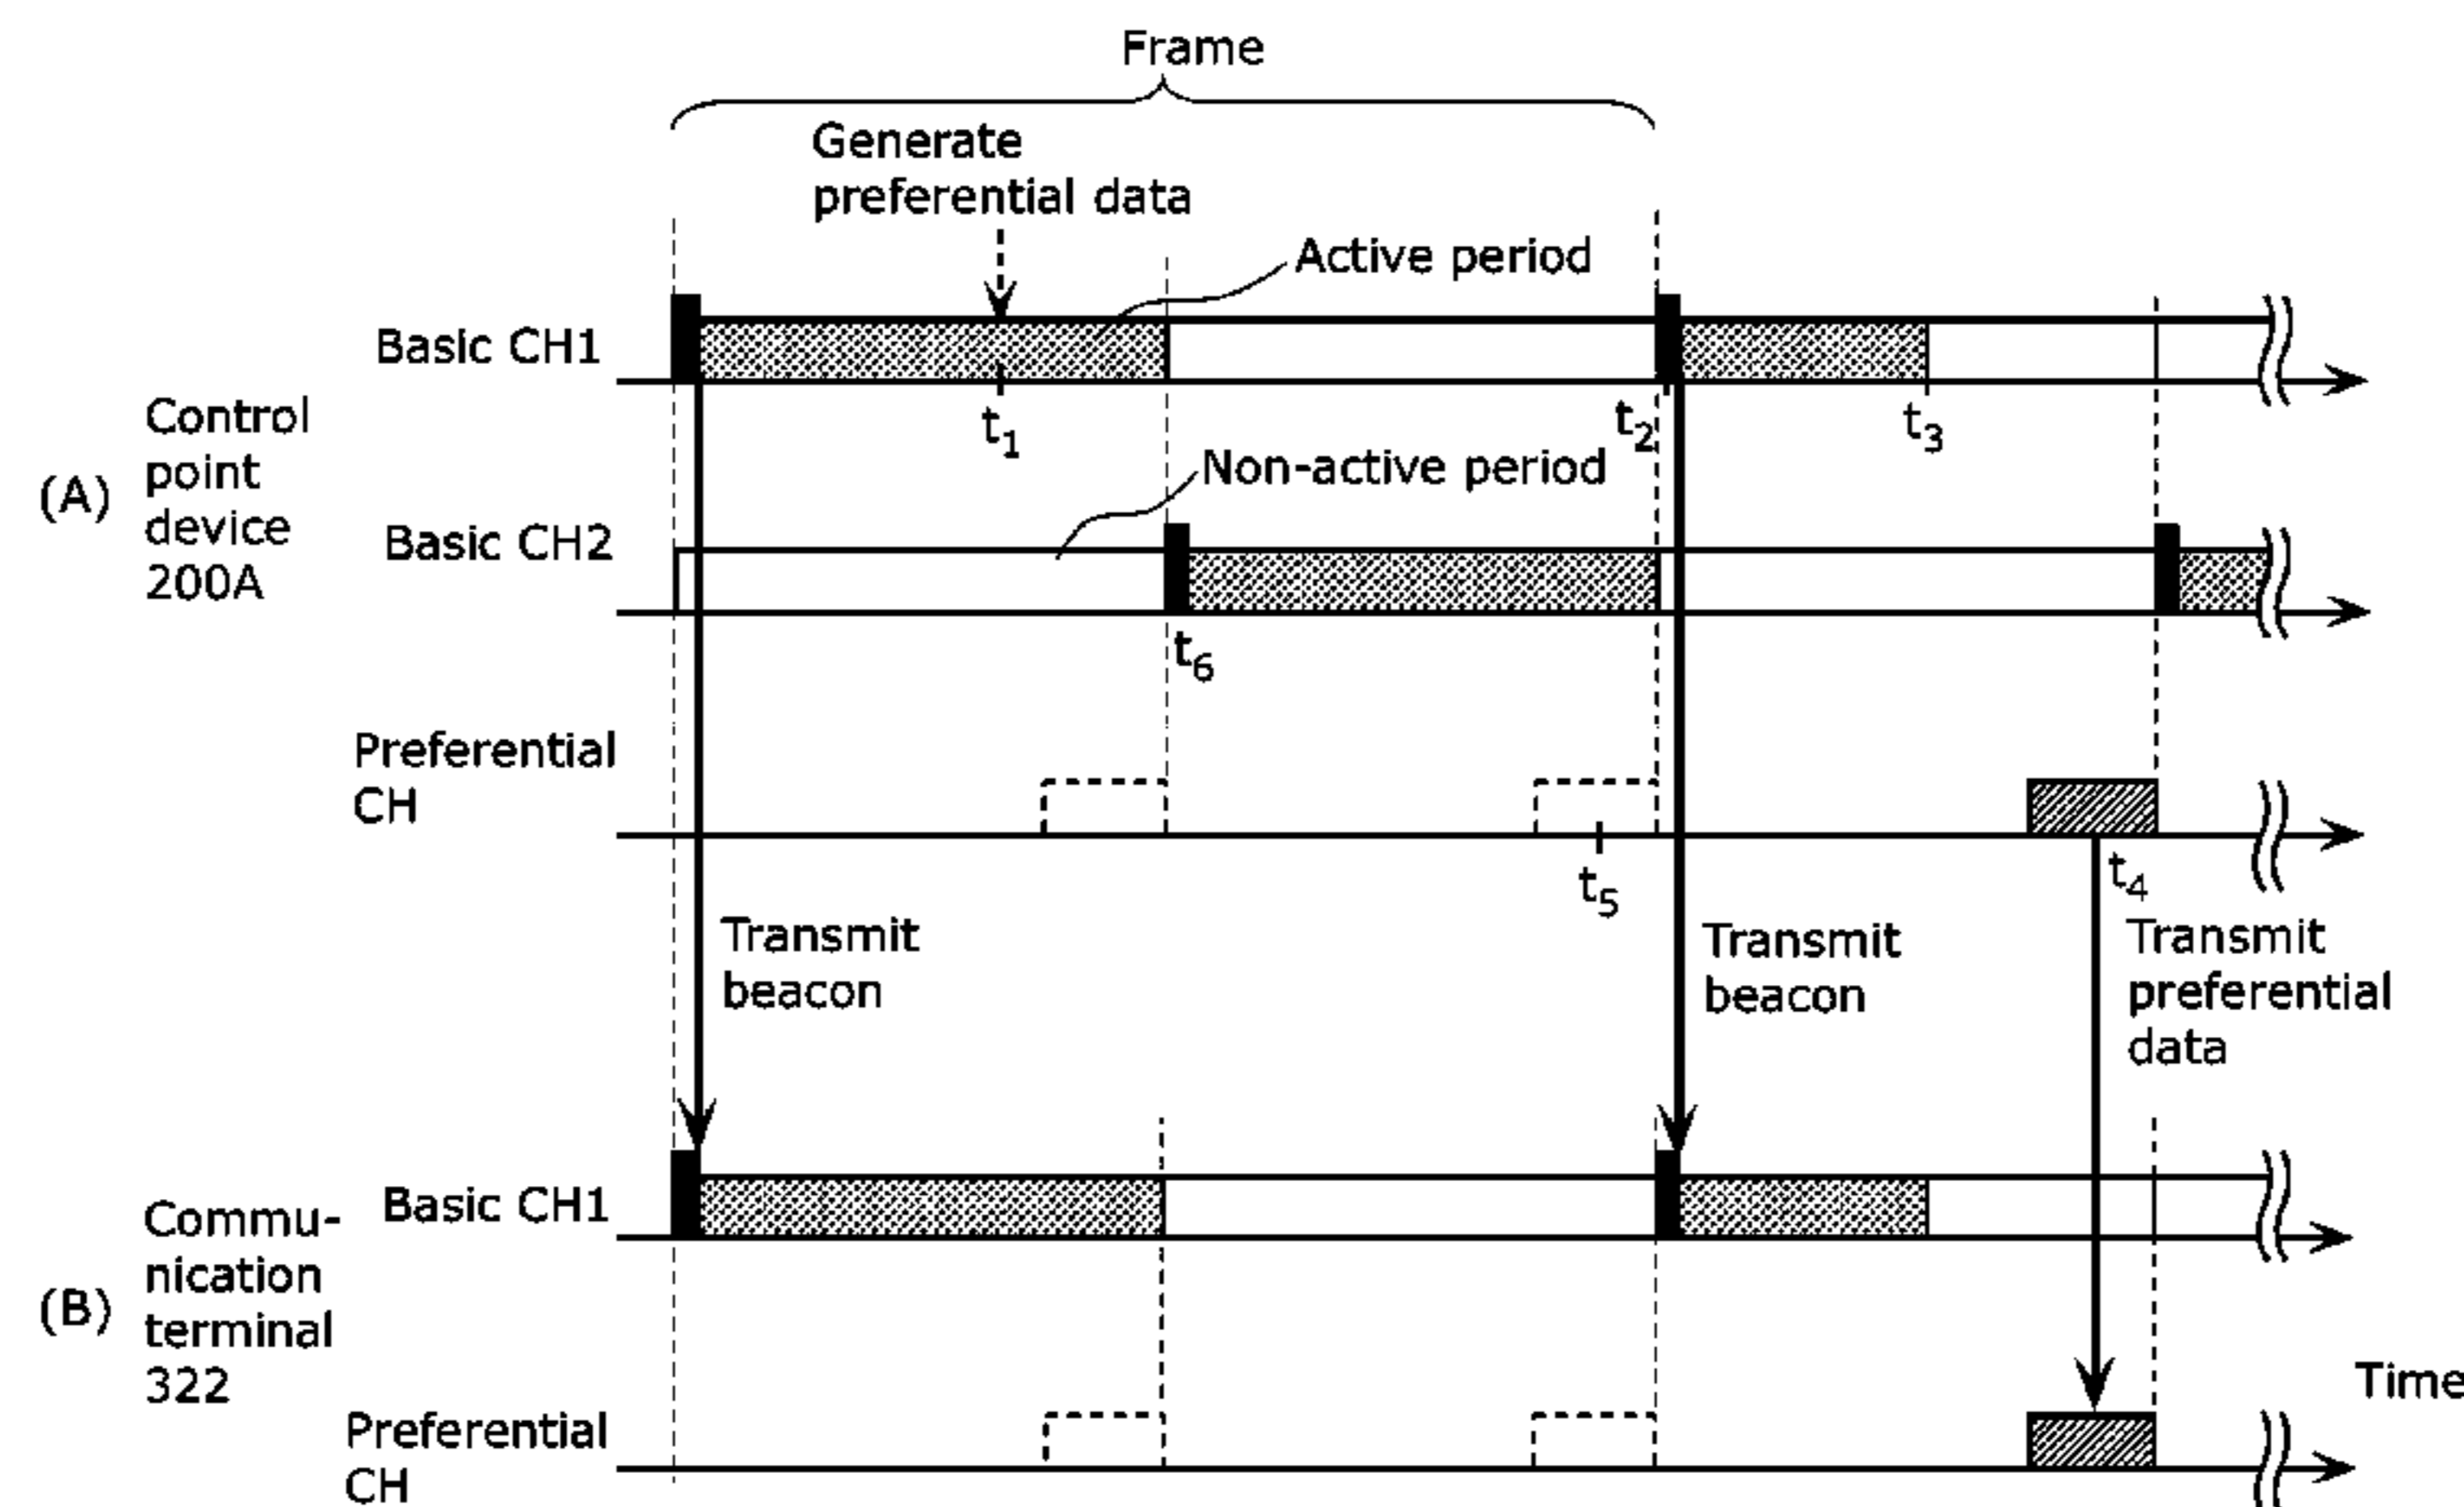 Frame
Generate
preferential data
Active period
Basic CH1
t1
t2
t3
(A)
Control
point
device
200A
Non-active period
Basic CH2
t6
Preferential
CH
t5
t4
Transmit
beacon
Transmit
beacon
Transmit
preferential
data
Basic CH1
(B)
Commu-
nication
terminal
322
Time
Preferential
CH